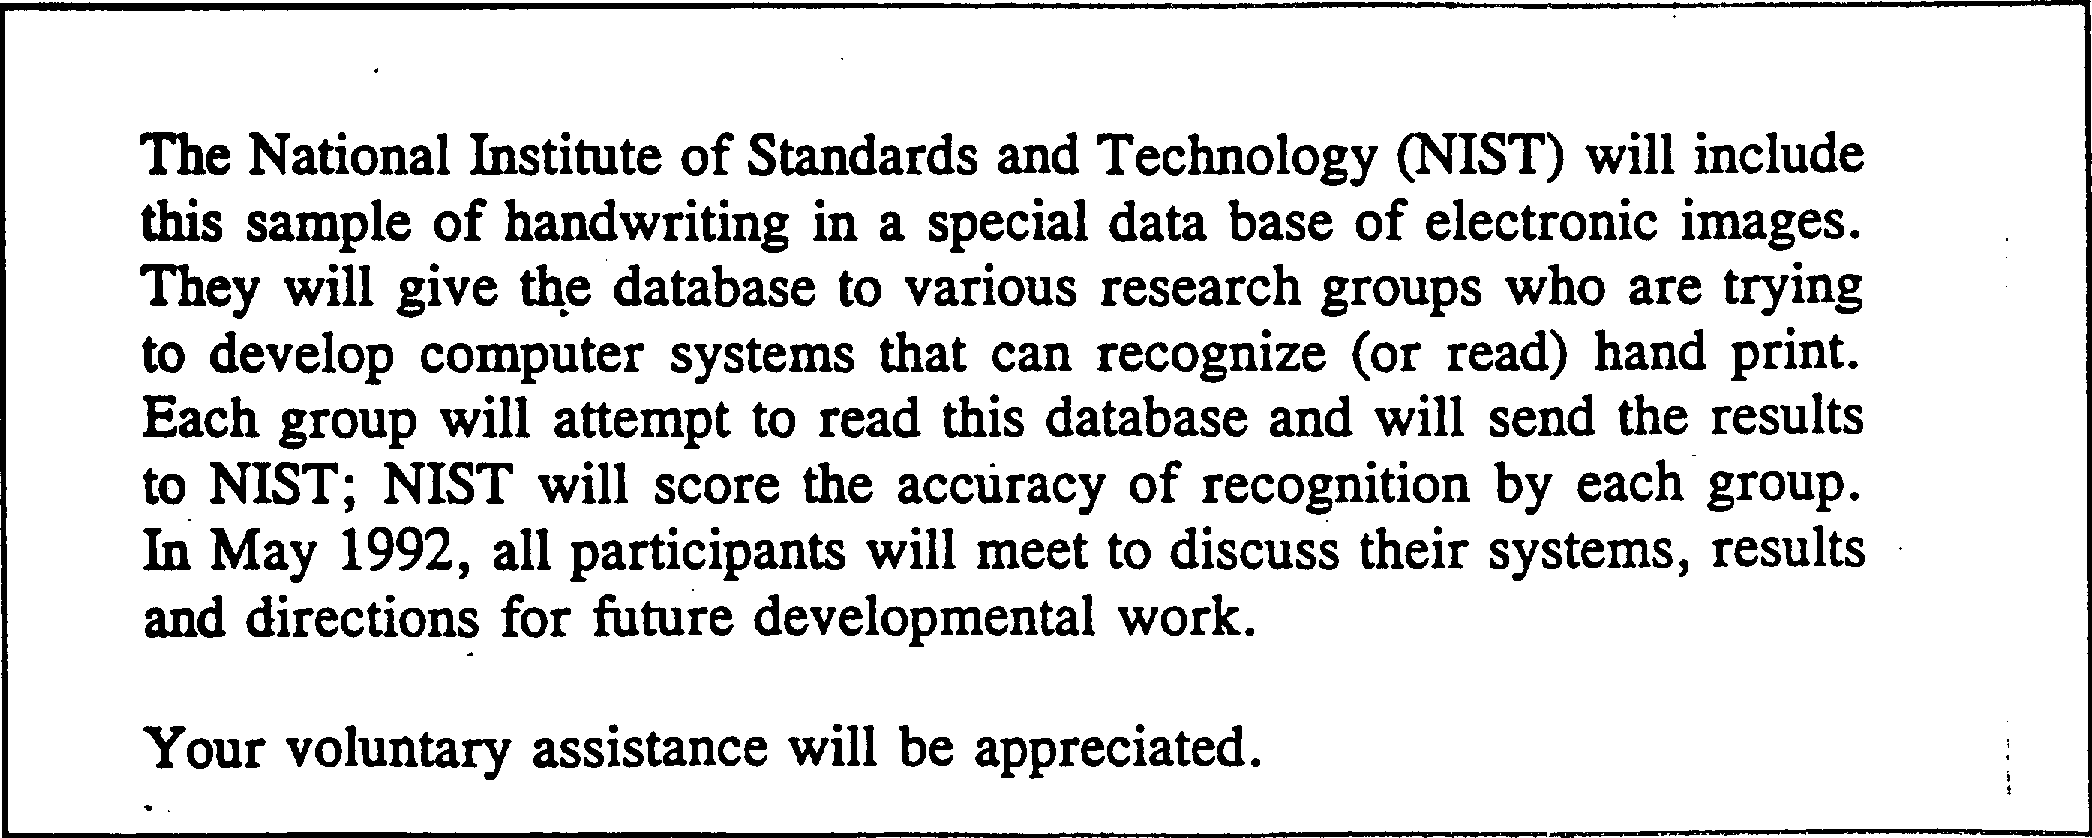 The National Institute of Standards and Technology (NIST) will include
this sample of handwriting in a special data base of electronic images.
They will give the database to various research groups who are trying
to develop computer systems that can recognize (or read) hand print.
Each group will attempt to read this database and will send the results
to NIST; NIST will score the accuracy of recognition by each group.
In May 1992, all participants will meet to discuss their systems, results
and directions for future developmental work.
Your voluntary assistance will be appreciated.